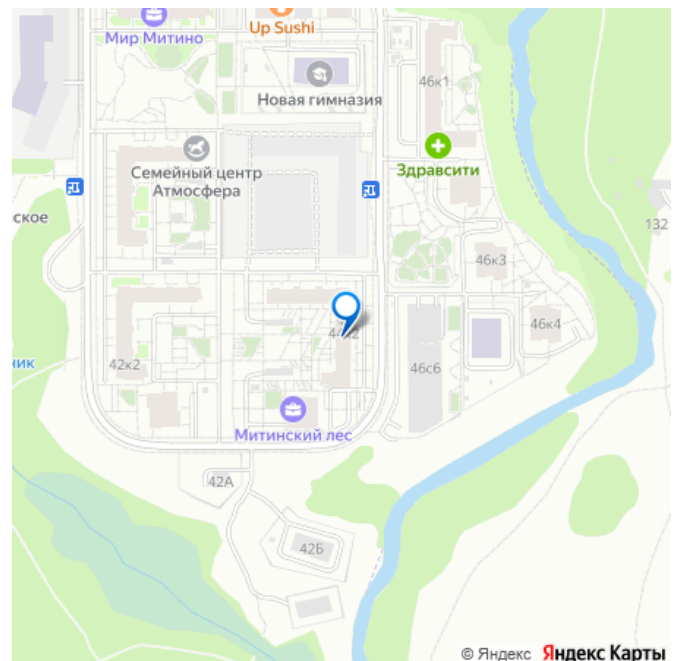 Up Sushi
Мир Митино
Новая гимназия
46к1
Здравсити
Семейный центр
Атмосфера
ское
132
46к3
46к4
42к2
46с6
ник
Митинский лес
42А
42Б
© Яндекс Яндекс Карты